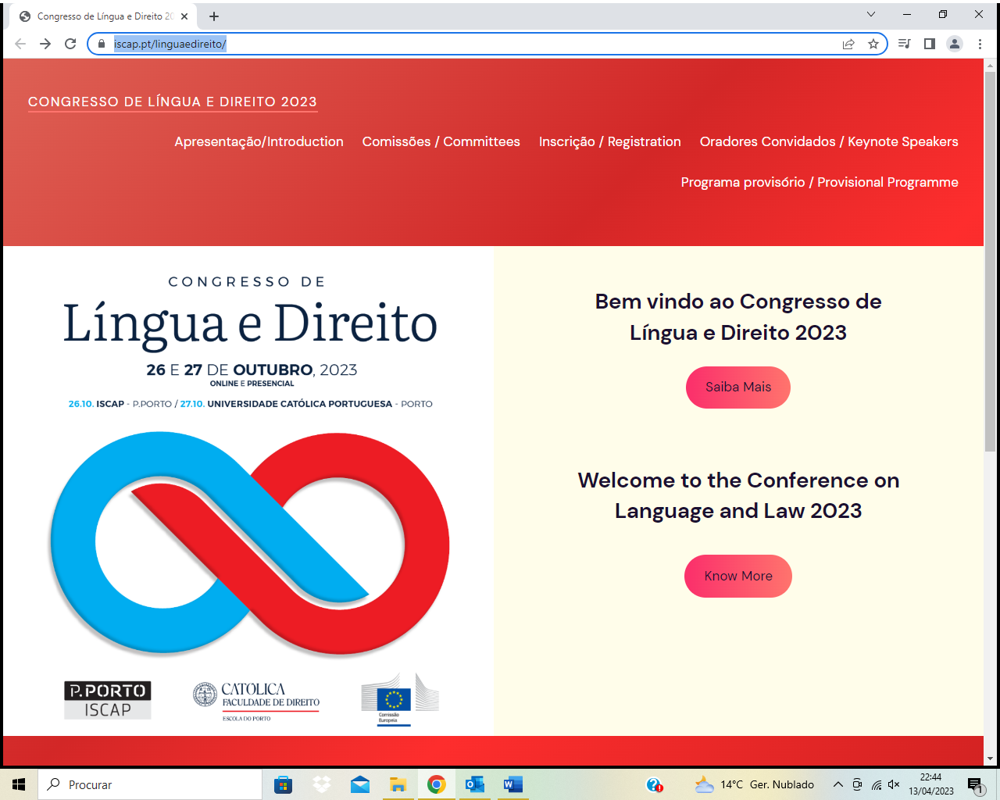 Congresso de Língua e Direito 20
iscap.pt/linguaedireito/
CONGRESSO DE LÍNGUA E DIREITO 2023
Apresentação/Introduction Comissões / Committees Inscrição / Registration Oradores Convidados / Keynote Speakers
Programa provisório / Provisional Programme
CONGRESSO DE
Língua e Direito
26 E 27 DE OUTUBRO, 2023
ONLINE E PRESENCIAL
26.10. ISCAP - P.PORTO / 27.10. UNIVERSIDADE CATÓLICA PORTUGUESA - PORTO
P.PORTO
ISCAP
CATOLICA
FACULDADE DE DIREITO
ESCOLA DO PORTO
Comissão
Europeia
Bem vindo ao Congresso de
Língua e Direito 2023
Saiba Mais
Welcome to the Conference on
Language and Law 2023
Know More
Procurar
14°C Ger. Nublado
22:44
13/04/2023
1